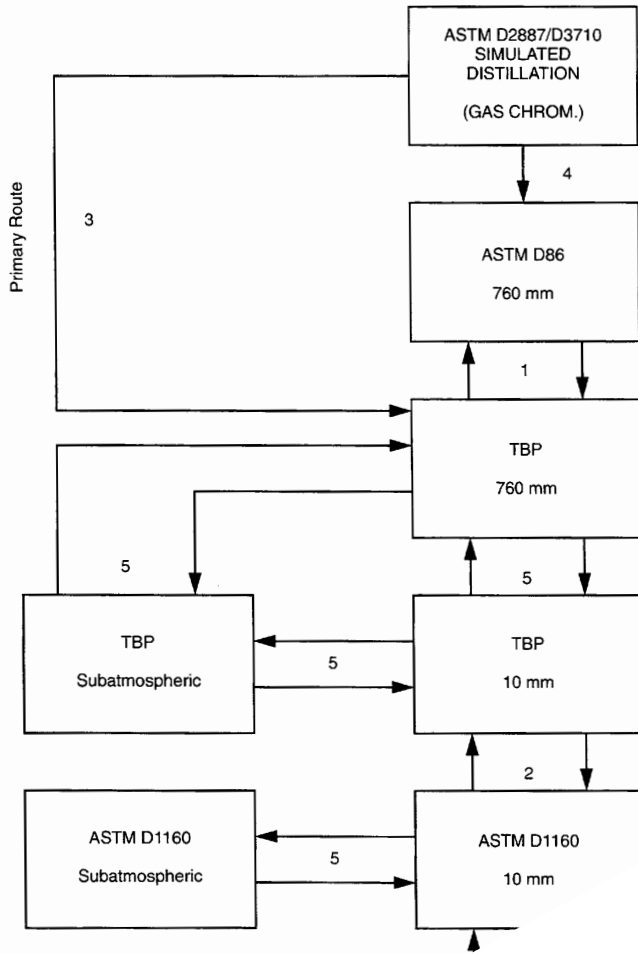 ASTM D2887/D3710
SIMULATED
DISTILLATION
(GAS CHROM.)
4
Primary Route
3
ASTM D86
760 mm
1
TBP
760 mm
5
5
TBP
Subatmospheric
5
TBP
10 mm
2
ASTM D1160
Subatmospheric
5
ASTM D1160
10 mm